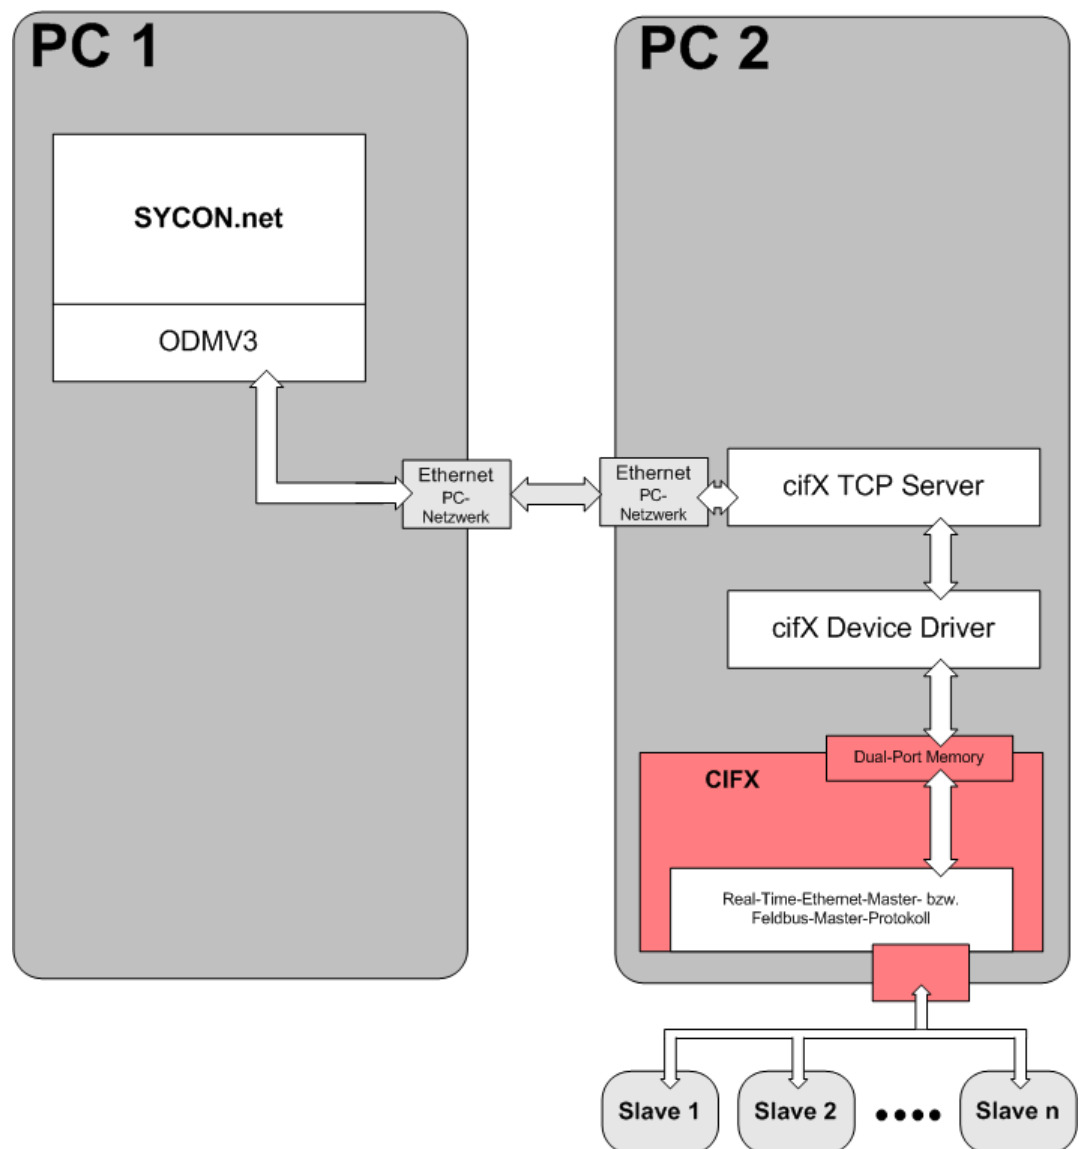 PC 1
SYCON.net
ODMV3
Ethernet
PC-
Netzwerk
PC 2
Ethernet
PC-
Netzwerk
cifX TCP Server
cifX Device Driver
Dual-Port Memory
CIFX
Real-Time-Ethernet-Master- bzw.
Feldbus-Master-Protokoll
Slave 1
Slave 2
Slave n